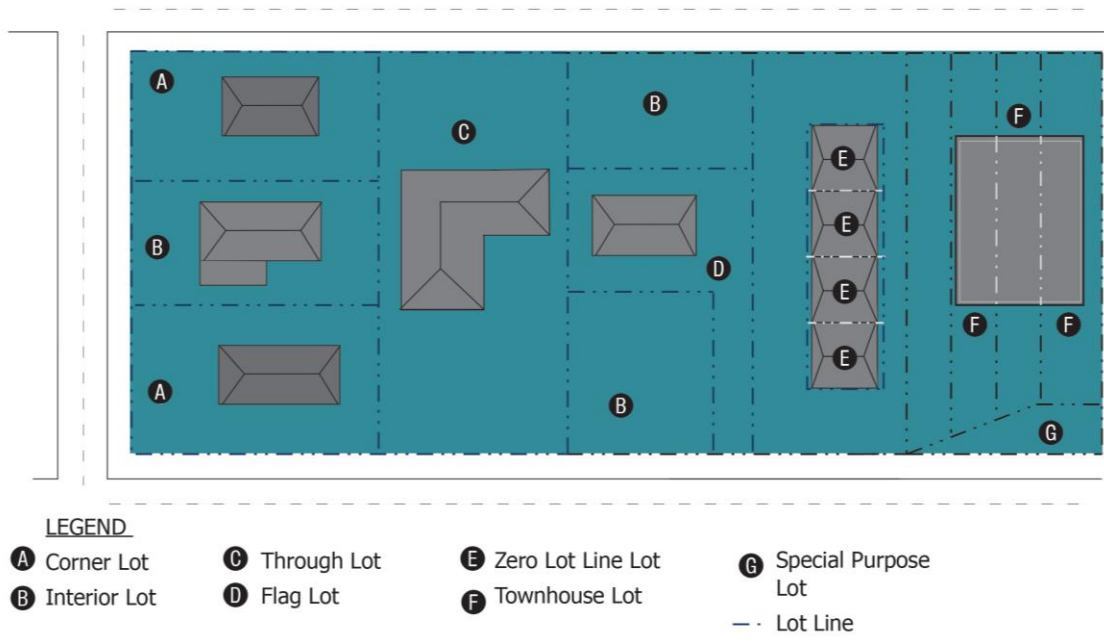 A
B
A
C
B
D
B
E
E
E
E
F
F
F
G
LEGEND
A Corner Lot
B Interior Lot
C Through Lot
D Flag Lot
E Zero Lot Line Lot
F Townhouse Lot
G Special Purpose
Lot
Lot Line